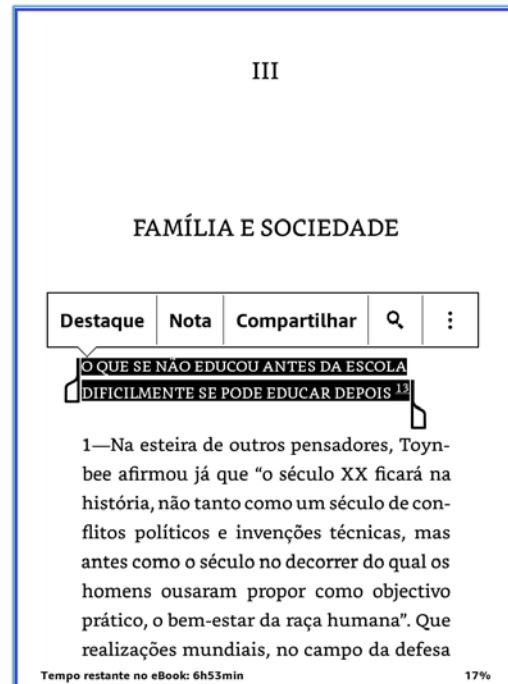 III
FAMÍLIA E SOCIEDADE
Destaque Nota Compartilhar
O QUE SE NÃO EDUCOU ANTES DA ESCOLA
DIFICILMENTE SE PODE EDUCAR DEPOIS 13
1—Na esteira de outros pensadores, Toyn-
bee afirmou já que “o século XX ficará na
história, não tanto como um século de con-
flitos políticos e invenções técnicas, mas
antes como o século no decorrer do qual os
homens ousaram propor como objectivo
prático, o bem-estar da raça humana”. Que
realizações mundiais, no campo da defesa
Tempo restante no eBook: 6h53min 17%